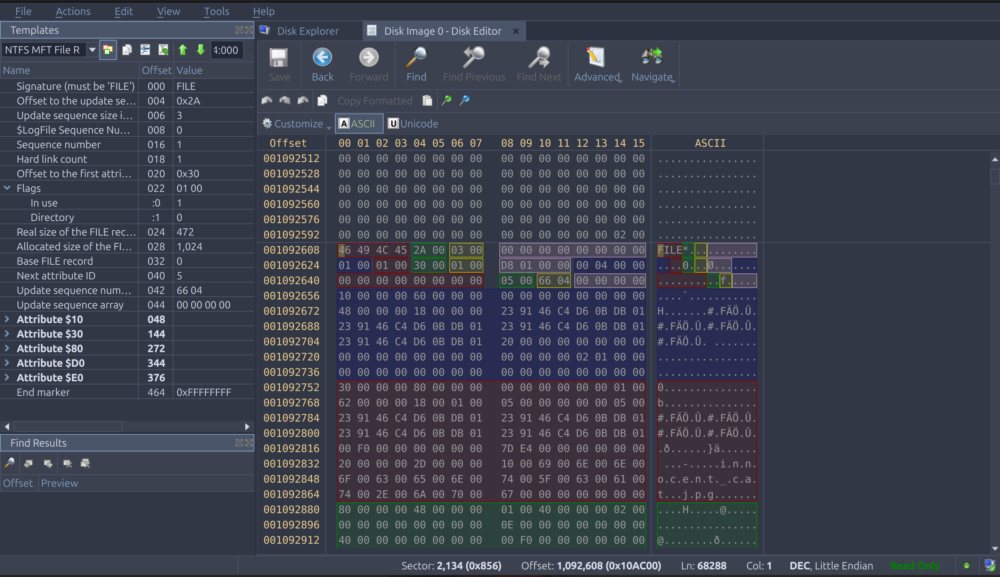 File Actions Edit View Tools Help
Templates
NTFS MFT File R
4:000
Name Offset Value
Signature (must be 'FILE') 000 FILE
Offset to the update se... 004 0x2A
Update sequence size i... 006 3
$LogFile Sequence Nu... 008 0
Sequence number 016 1
Hard link count 018 1
Offset to the first attri... 020 0x30
Flags 022 01 00
In use :0 1
Directory :1 0
Real size of the FILE rec... 024 472
Allocated size of the FI... 028 1,024
Base FILE record 032 0
Next attribute ID 040 5
Update sequence num... 042 66 04
Update sequence array 044 00 00 00 00
Attribute $10 048
Attribute $30 144
Attribute $80 272
Attribute $D0 344
Attribute $E0 376
End marker 464 0xFFFFFFFF
Find Results
Offset Preview
Disk Explorer Disk Image 0 - Disk Editor
Save Back Forward Find Find Previous Find Next Advanced Navigate
Copy Formatted
Customize A ASCII U Unicode
Offset 00 01 02 03 04 05 06 07 08 09 10 11 12 13 14 15 ASCII
001092512 00 00 00 00 00 00 00 00 00 00 00 00 00 00 00 00 ................
001092528 00 00 00 00 00 00 00 00 00 00 00 00 00 00 00 00 ................
001092544 00 00 00 00 00 00 00 00 00 00 00 00 00 00 00 00 ................
001092560 00 00 00 00 00 00 00 00 00 00 00 00 00 00 00 00 ................
001092576 00 00 00 00 00 00 00 00 00 00 00 00 00 00 00 00 ................
001092592 00 00 00 00 00 00 00 00 00 00 00 00 00 00 02 00 ................
001092608 46 49 4C 45 2A 00 03 00 00 00 00 00 00 00 00 00 FILE*...........
001092624 01 00 01 00 30 00 01 00 D8 01 00 00 00 04 00 00 ....0...Ø.......
001092640 00 00 00 00 00 00 00 00 05 00 66 04 00 00 00 00 ..........f.....
001092656 10 00 00 00 60 00 00 00 00 00 00 00 00 00 00 00 ....`...........
001092672 48 00 00 00 18 00 00 00 23 91 46 C4 D6 0B DB 01 H.......#.FÄÖ.Û.
001092688 23 91 46 C4 D6 0B DB 01 23 91 46 C4 D6 0B DB 01 #.FÄÖ.Û.#.FÄÖ.Û.
001092704 23 91 46 C4 D6 0B DB 01 20 00 00 00 00 00 00 00 #.FÄÖ.Û. .......
001092720 00 00 00 00 00 00 00 00 00 00 00 00 02 01 00 00 ................
001092736 00 00 00 00 00 00 00 00 00 00 00 00 00 00 00 00 ................
001092752 30 00 00 00 80 00 00 00 00 00 00 00 00 00 01 00 0...............
001092768 62 00 00 00 18 00 01 00 05 00 00 00 00 00 05 00 b...............
001092784 23 91 46 C4 D6 0B DB 01 23 91 46 C4 D6 0B DB 01 #.FÄÖ.Û.#.FÄÖ.Û.
001092800 23 91 46 C4 D6 0B DB 01 23 91 46 C4 D6 0B DB 01 #.FÄÖ.Û.#.FÄÖ.Û.
001092816 00 F0 00 00 00 00 00 00 7D E4 00 00 00 00 00 00 .ð......}ä......
001092832 20 00 00 00 2D 00 00 00 10 00 69 00 6E 00 6E 00  ...-.....i.n.n.
001092848 6F 00 63 00 65 00 6E 00 74 00 5F 00 63 00 61 00 o.c.e.n.t._.c.a.
001092864 74 00 2E 00 6A 00 70 00 67 00 00 00 00 00 00 00 t...j.p.g.......
001092880 80 00 00 00 48 00 00 00 01 00 40 00 00 00 02 00 ....H.....@.....
001092896 00 00 00 00 00 00 00 00 0E 00 00 00 00 00 00 00 ................
001092912 40 00 00 00 00 00 00 00 00 F0 00 00 00 00 00 00 @........ð......
Sector: 2,134 (0x856) Offset: 1,092,608 (0x10AC00) Ln: 68288 Col: 1 DEC, Little Endian Read Only